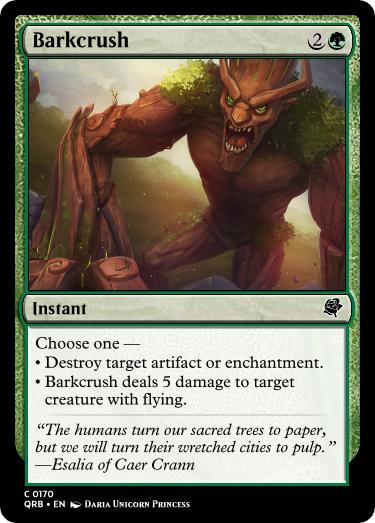 Barkcrush 2
Instant
Choose one —
• Destroy target artifact or enchantment.
• Barkcrush deals 5 damage to target
creature with flying.
“The humans turn our sacred trees to paper,
but we will turn their wretched cities to pulp.”
—Esalia of Caer Crann
C 0170
QRB • EN Daria Unicorn Princess